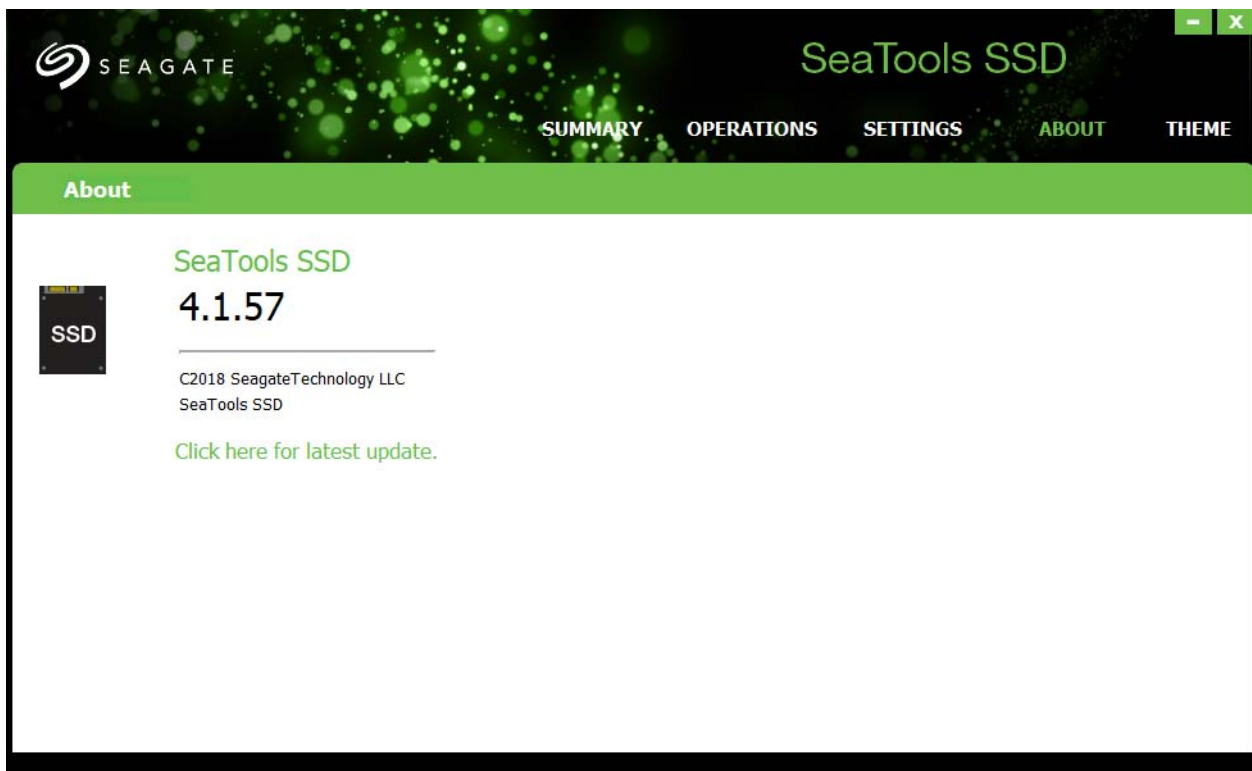 SEAGATE
SeaTools SSD
- X
SUMMARY OPERATIONS SETTINGS ABOUT THEME
About
SeaTools SSD
4.1.57
SSD
C2018 SeagateTechnology LLC
SeaTools SSD
Click here for latest update.